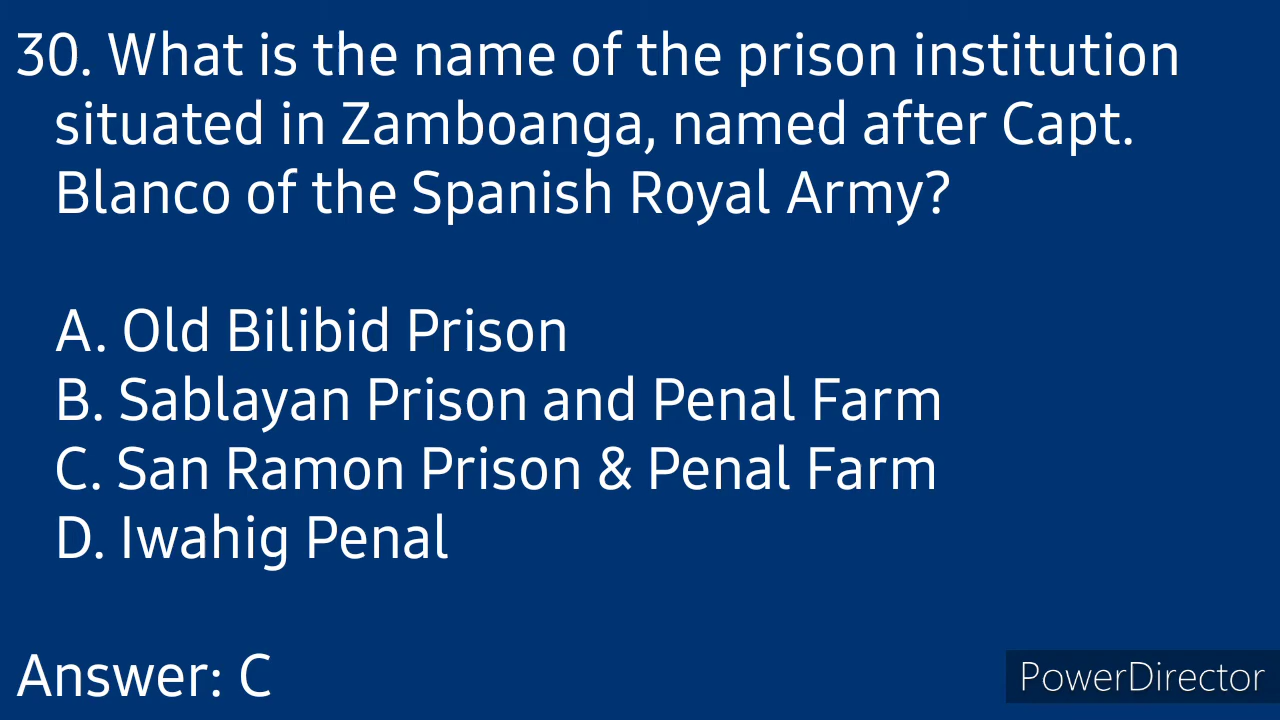 30. What is the name of the prison institution
situated in Zamboanga, named after Capt.
Blanco of the Spanish Royal Army?
A. Old Bilibid Prison
B. Sablayan Prison and Penal Farm
C. San Ramon Prison & Penal Farm
D. Iwahig Penal
Answer: C
PowerDirector